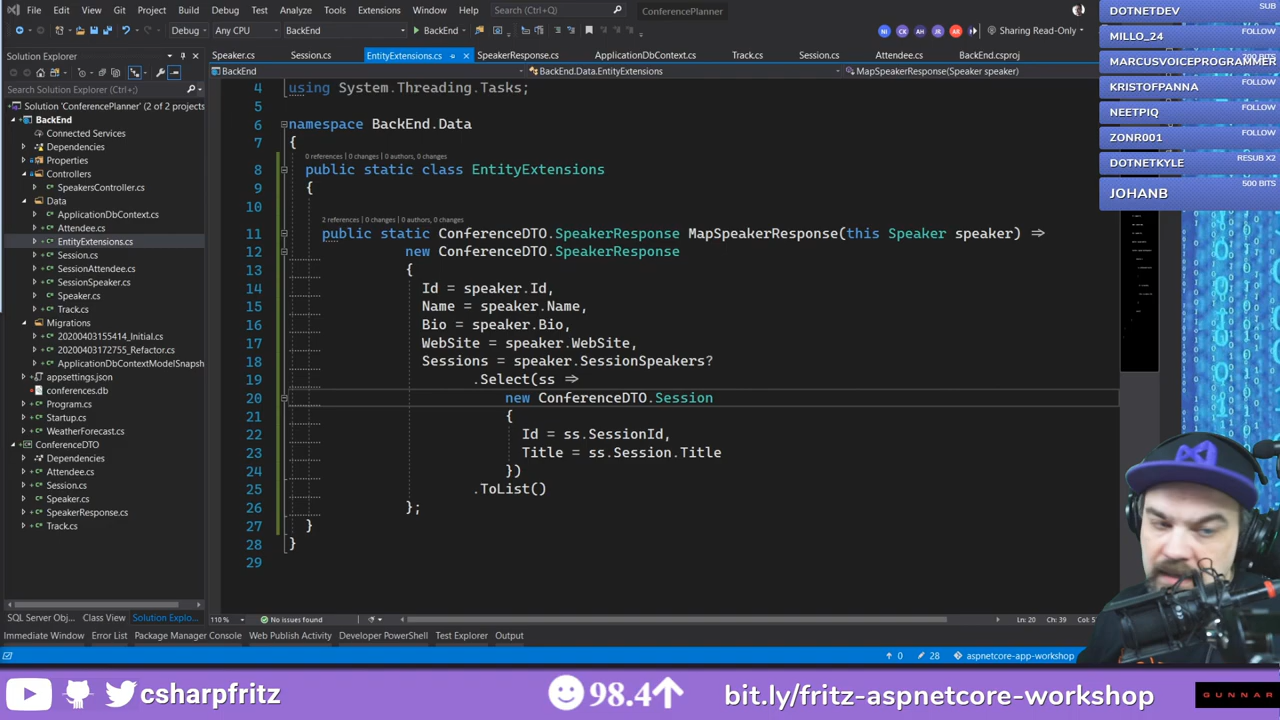 File Edit View Git Project Build Debug Test Analyze Tools Extensions Window Help Search (Ctrl+;) ConferencePlanner
Debug Any CPU BackEnd BackEnd NI CK AH JR AR Sharing Read-Only
Solution Explorer
Speaker.cs Session.cs EntityExtensions.cs SpeakerResponse.cs ApplicationDbContext.cs Track.cs Session.cs Attendee.cs BackEnd.csproj
BackEnd BackEnd.Data.EntityExtensions MapSpeakerResponse(Speaker speaker)
Search Solution Explorer (Ctrl+;)
Solution 'ConferencePlanner' (2 of 2 projects
BackEnd
Connected Services
Dependencies
Properties
Controllers
SpeakersController.cs
Data
ApplicationDbContext.cs
Attendee.cs
EntityExtensions.cs
Session.cs
SessionAttendee.cs
SessionSpeaker.cs
Speaker.cs
Track.cs
Migrations
20200403155414_Initial.cs
20200403172755_Refactor.cs
ApplicationDbContextModelSnapsh
appsettings.json
conferences.db
Program.cs
Startup.cs
WeatherForecast.cs
ConferenceDTO
Dependencies
Attendee.cs
Session.cs
Speaker.cs
SpeakerResponse.cs
Track.cs
SQL Server Obj... Class View Solution Explo...
4 using System.Threading.Tasks;
5
6 namespace BackEnd.Data
7 {
0 references | 0 changes | 0 authors, 0 changes
8 public static class EntityExtensions
9 {
10
2 references | 0 changes | 0 authors, 0 changes
11 public static ConferenceDTO.SpeakerResponse MapSpeakerResponse(this Speaker speaker) =>
12 new ConferenceDTO.SpeakerResponse
13 {
14 Id = speaker.Id,
15 Name = speaker.Name,
16 Bio = speaker.Bio,
17 WebSite = speaker.WebSite,
18 Sessions = speaker.SessionSpeakers?
19 .Select(ss =>
20 new ConferenceDTO.Session
21 {
22 Id = ss.SessionId,
23 Title = ss.Session.Title
24 })
25 .ToList()
26 };
27 }
28 }
29
110 % No issues found Ln: 20 Ch: 39
Immediate Window Error List Package Manager Console Web Publish Activity Developer PowerShell Test Explorer Output
0 28 aspnetcore-app-workshop
DOTNETDEV SUB
MILLO_24 FOLLOW
MARCUSVOICEPROGRAMMER
KRISTOFPANNA FOLLOW
NEETPIQ FOLLOW
ZONR001 FOLLOW
DOTNETKYLE RESUB X2
JOHANB 500 BITS
csharpfritz 98.4 bit.ly/fritz-aspnetcore-workshop GUNNAR